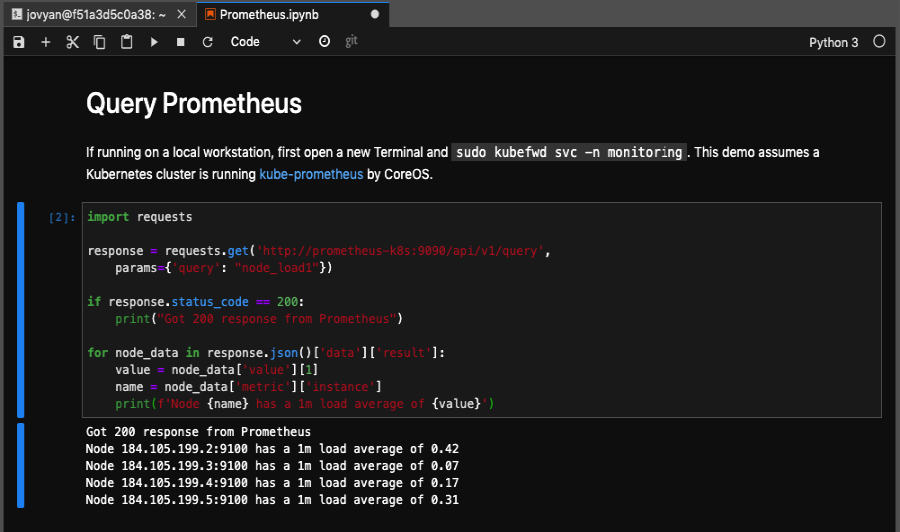 jovyan@f51a3d5c0a38: ~ Prometheus.ipynb
Code git Python 3
Query Prometheus
If running on a local workstation, first open a new Terminal and sudo kubefwd svc -n monitoring. This demo assumes a
Kubernetes cluster is running kube-prometheus by CoreOS.
[2]: import requests
response = requests.get('http://prometheus-k8s:9090/api/v1/query',
params={'query': "node_load1"})
if response.status_code == 200:
print("Got 200 response from Prometheus")
for node_data in response.json()['data']['result']:
value = node_data['value'][1]
name = node_data['metric']['instance']
print(f'Node {name} has a 1m load average of {value}')
Got 200 response from Prometheus
Node 184.105.199.2:9100 has a 1m load average of 0.42
Node 184.105.199.3:9100 has a 1m load average of 0.07
Node 184.105.199.4:9100 has a 1m load average of 0.17
Node 184.105.199.5:9100 has a 1m load average of 0.31